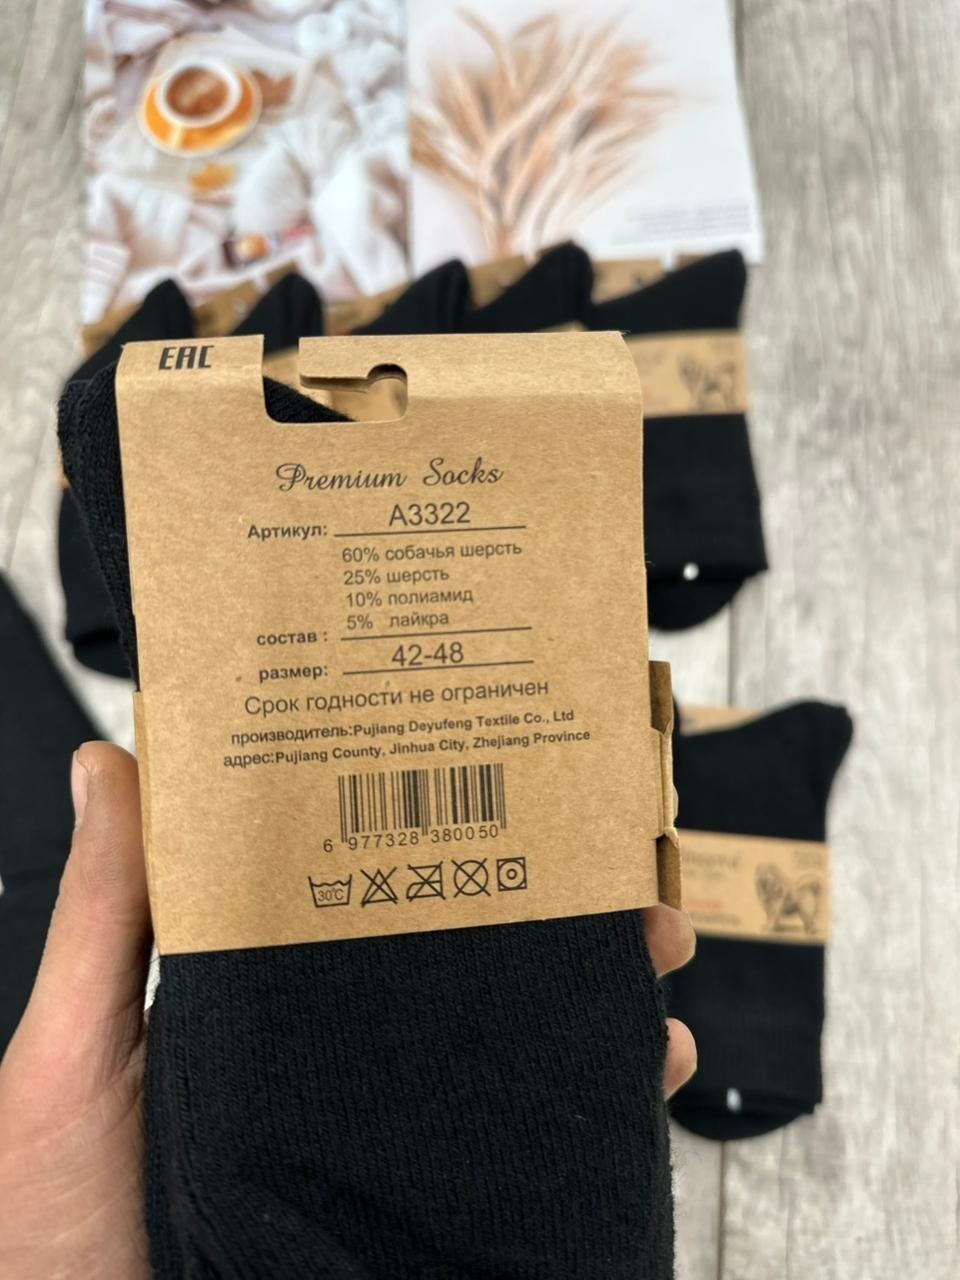 EAC
Premium Socks
Артикул: A3322
60% собачья шерсть
25% шерсть
10% полиамид
5% лайкра
состав :
размер: 42-48
Срок годности не ограничен
производитель:Pujiang Deyufeng Textile Co., Ltd
адрес:Pujiang County, Jinhua City, Zhejiang Province
6 977328 380050
30°C